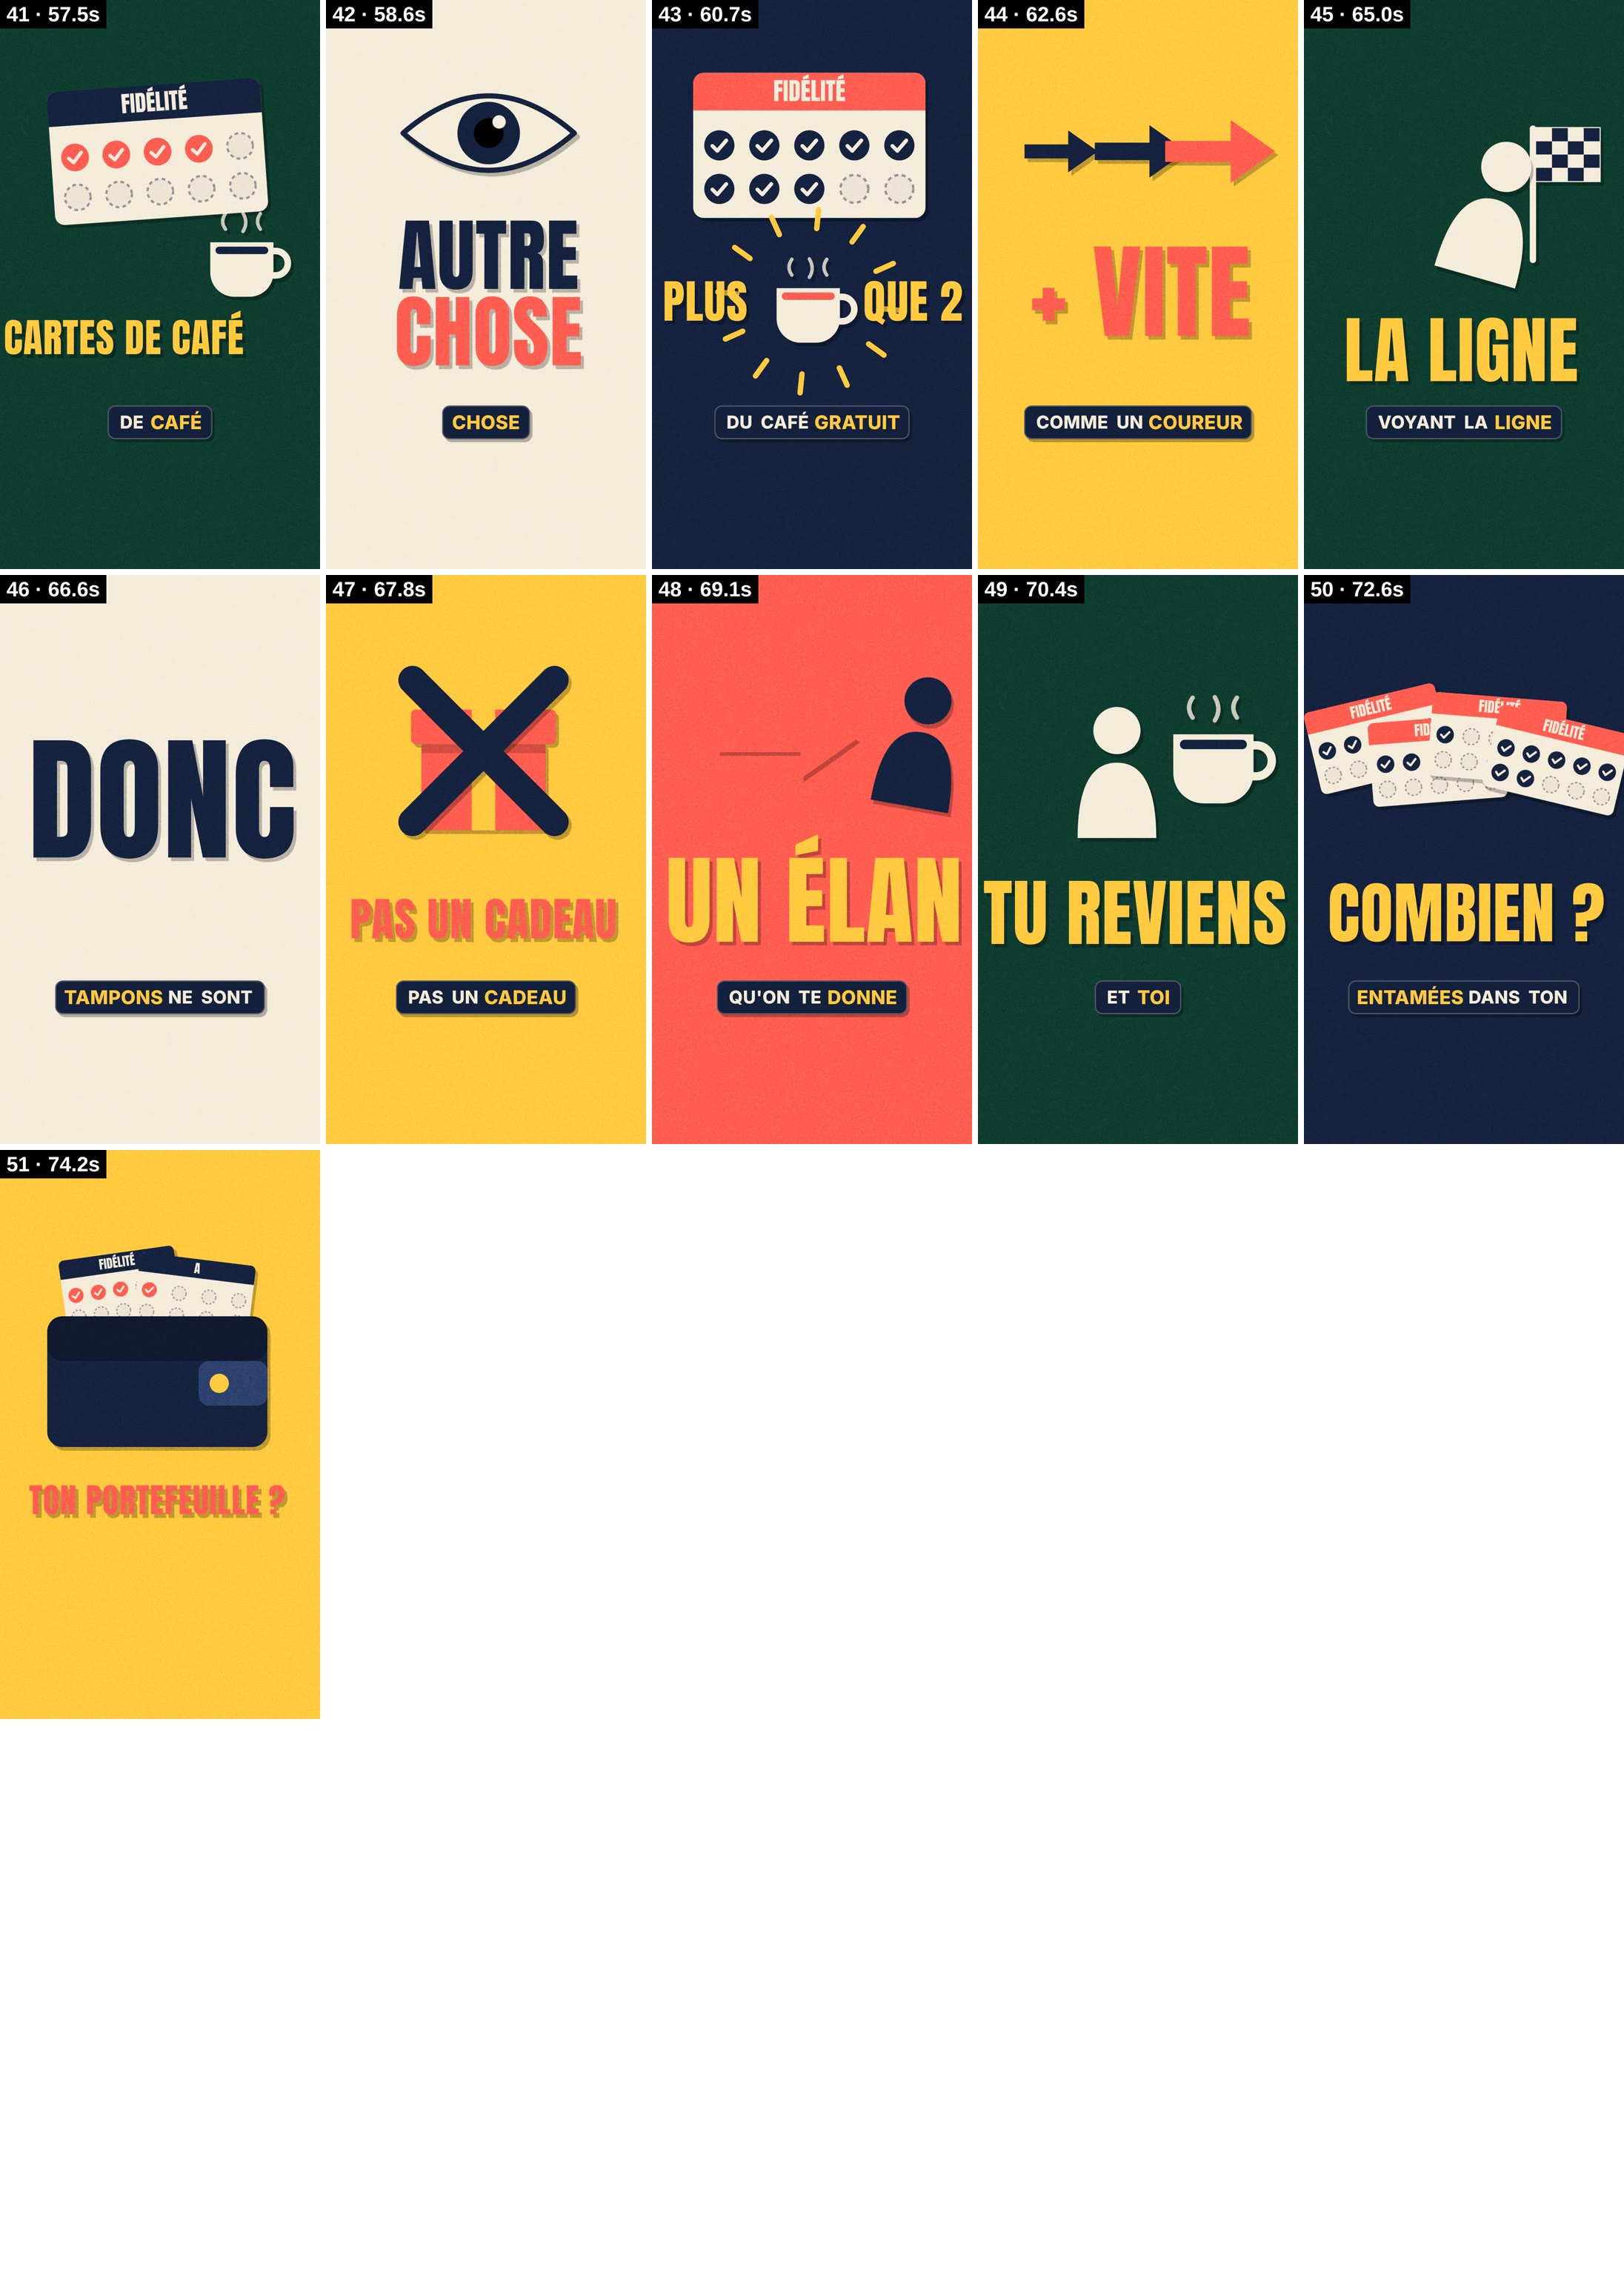 41 · 57.5s
FIDÉLITÉ
CARTES DE CAFÉ
DE CAFÉ
42 · 58.6s
AUTRE
CHOSE
CHOSE
43 · 60.7s
FIDÉLITÉ
PLUS QUE 2
DU CAFÉ GRATUIT
44 · 62.6s
+ VITE
COMME UN COUREUR
45 · 65.0s
LA LIGNE
VOYANT LA LIGNE
46 · 66.6s
DONC
TAMPONS NE SONT
47 · 67.8s
PAS UN CADEAU
PAS UN CADEAU
48 · 69.1s
UN ÉLAN
QU'ON TE DONNE
49 · 70.4s
TU REVIENS
ET TOI
50 · 72.6s
FIDÉLITÉ
FID
FIDÉ
FIDÉLITÉ
COMBIEN ?
ENTAMÉES DANS TON
51 · 74.2s
FIDÉLITÉ
TON PORTEFEUILLE ?